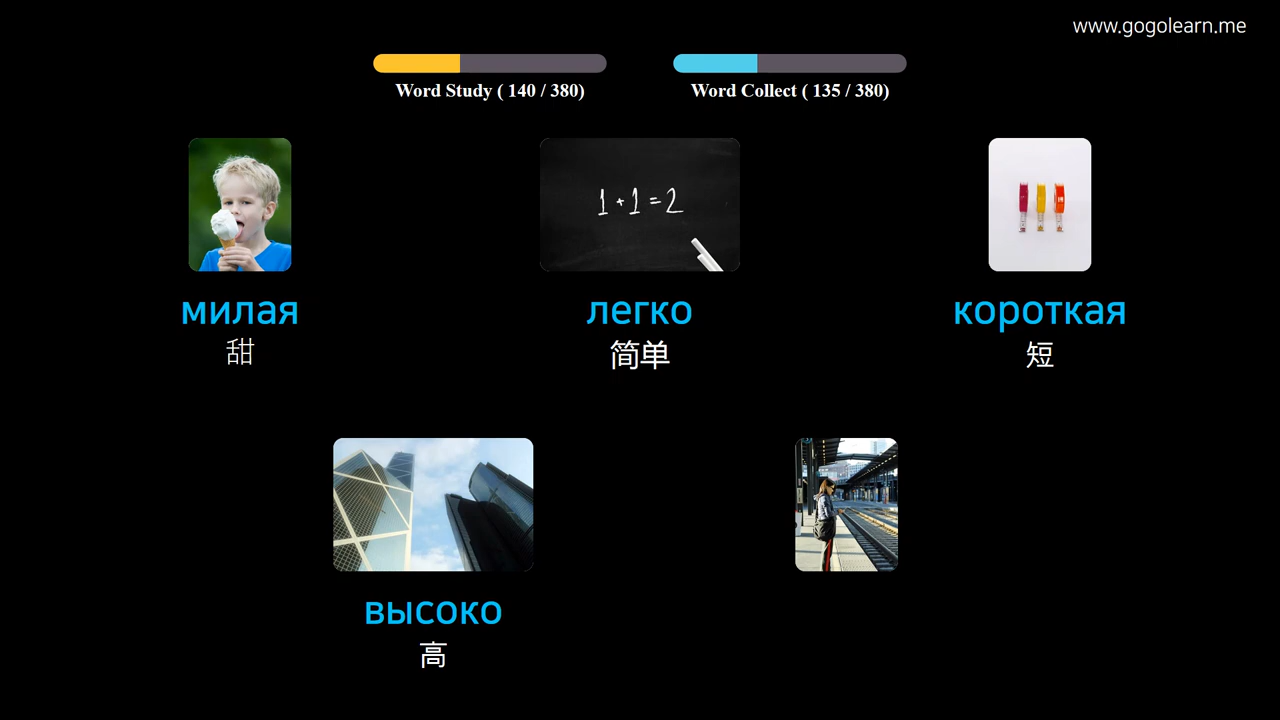 www.gogolearn.me
Word Study ( 140 / 380)
Word Collect ( 135 / 380)
1 + 1 = 2
милая
легко
короткая
甜
简单
短
высоко
高